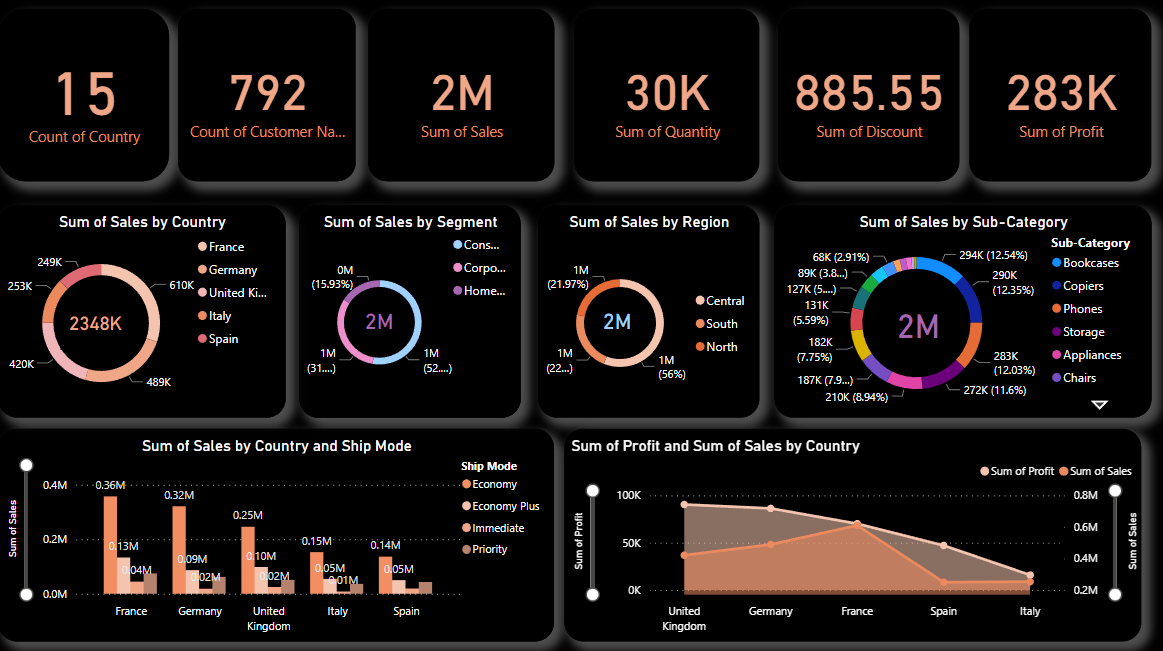 15
Count of Country
792
Count of Customer Na...
2M
Sum of Sales
30K
Sum of Quantity
885.55
Sum of Discount
283K
Sum of Profit
Sum of Sales by Country
249K
253K
420K
610K
489K
2348K
France
Germany
United Ki...
Italy
Spain
Sum of Sales by Segment
0M
(15.93%)
1M
(31....)
1M
(52....)
2M
Cons...
Corpo...
Home...
Sum of Sales by Region
1M
(21.97%)
1M
(22...)
1M
(56%)
2M
Central
South
North
Sum of Sales by Sub-Category
68K (2.91%)
89K (3.8...)
127K (5....)
131K
(5.59%)
182K
(7.75%)
187K (7.9...)
210K (8.94%)
294K (12.54%)
290K
(12.35%)
283K
(12.03%)
272K (11.6%)
2M
Sub-Category
Bookcases
Copiers
Phones
Storage
Appliances
Chairs
Sum of Sales by Country and Ship Mode
Sum of Sales
0.4M
0.2M
0.0M
0.36M
0.13M
0.04M
0.32M
0.09M
0.02M
0.25M
0.10M
0.02M
0.15M
0.05M
0.01M
0.14M
0.05M
France
Germany
United
Kingdom
Italy
Spain
Ship Mode
Economy
Economy Plus
Immediate
Priority
Sum of Profit and Sum of Sales by Country
Sum of Profit
Sum of Sales
Sum of Profit
100K
50K
0K
0.8M
0.6M
0.4M
0.2M
Sum of Sales
United
Kingdom
Germany
France
Spain
Italy